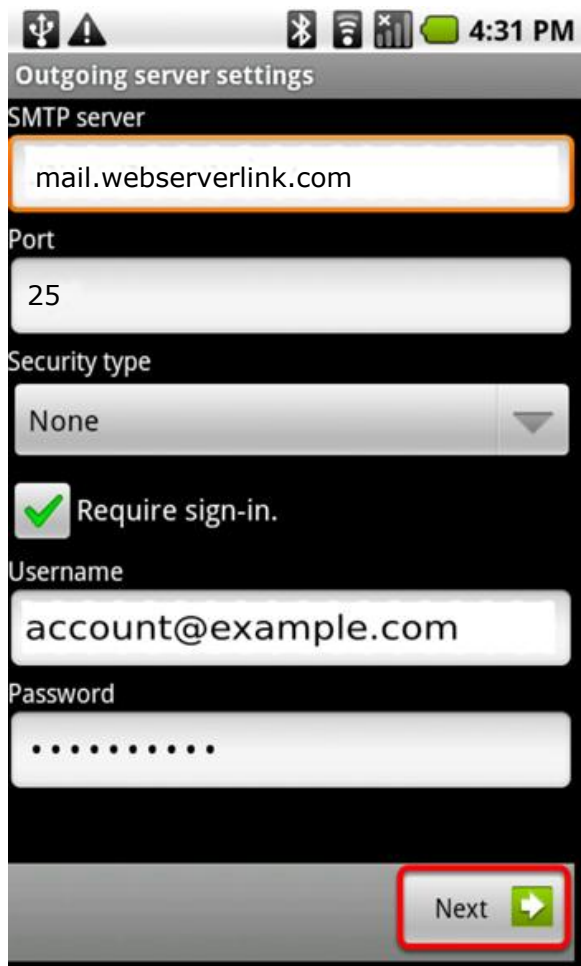 4:31 PM
Outgoing server settings
SMTP server
mail.webserverlink.com
Port
25
Security type
None
Require sign-in.
Username
account@example.com
Password
••••••••••
Next